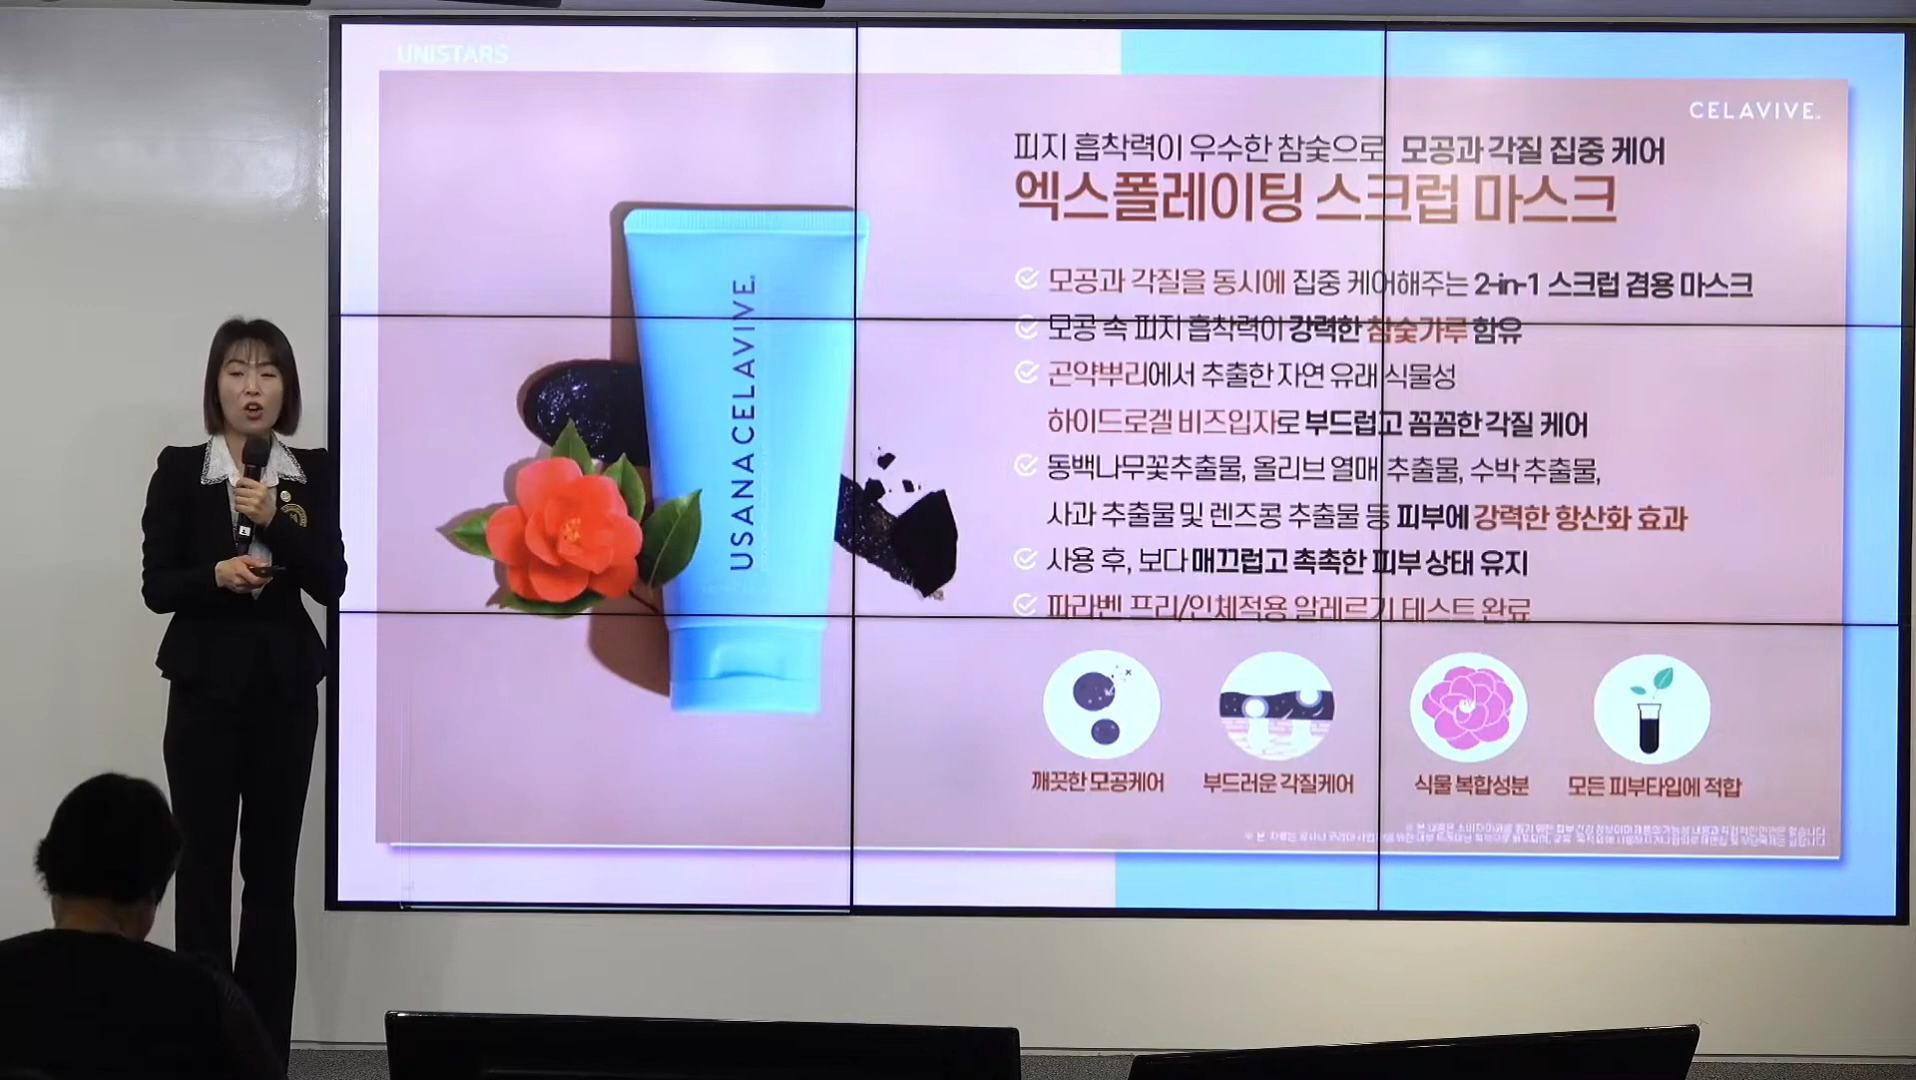 UNISTARS
CELAVIVE.
피지 흡착력이 우수한 참숯으로 모공과 각질 집중 케어
엑스폴레이팅 스크럽 마스크
모공과 각질을 동시에 집중 케어해주는 2-in-1 스크럽 겸용 마스크
모공 속 피지 흡착력이 강력한 참숯가루 함유
곤약뿌리에서 추출한 자연 유래 식물성
하이드로겔 비즈입자로 부드럽고 꼼꼼한 각질 케어
동백나무꽃추출물, 올리브 열매 추출물, 수박 추출물,
사과 추출물 및 렌즈콩 추출물 등 피부에 강력한 항산화 효과
사용 후, 보다 매끄럽고 촉촉한 피부 상태 유지
파라벤 프리/인체적용 알레르기 테스트 완료
USANA CELAVIVE.
깨끗한 모공케어
부드러운 각질케어
식물 복합성분
모든 피부타입에 적합